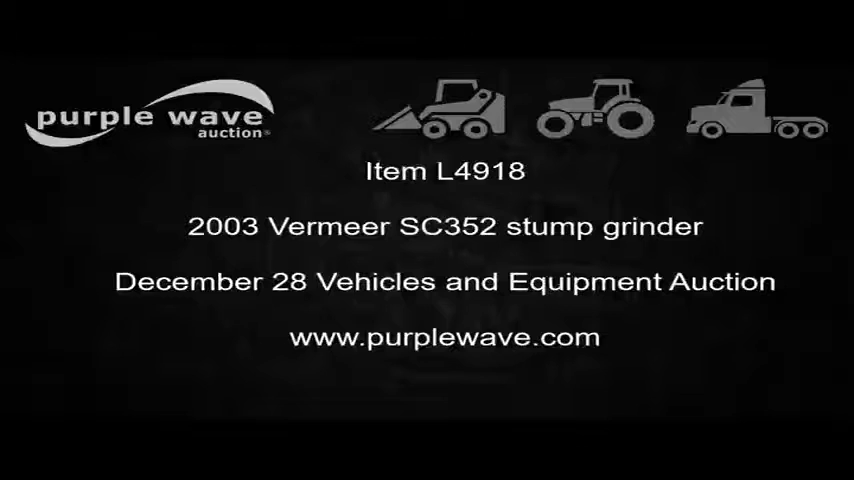 purple wave
auction®
Item L4918
2003 Vermeer SC352 stump grinder
December 28 Vehicles and Equipment Auction
www.purplewave.com